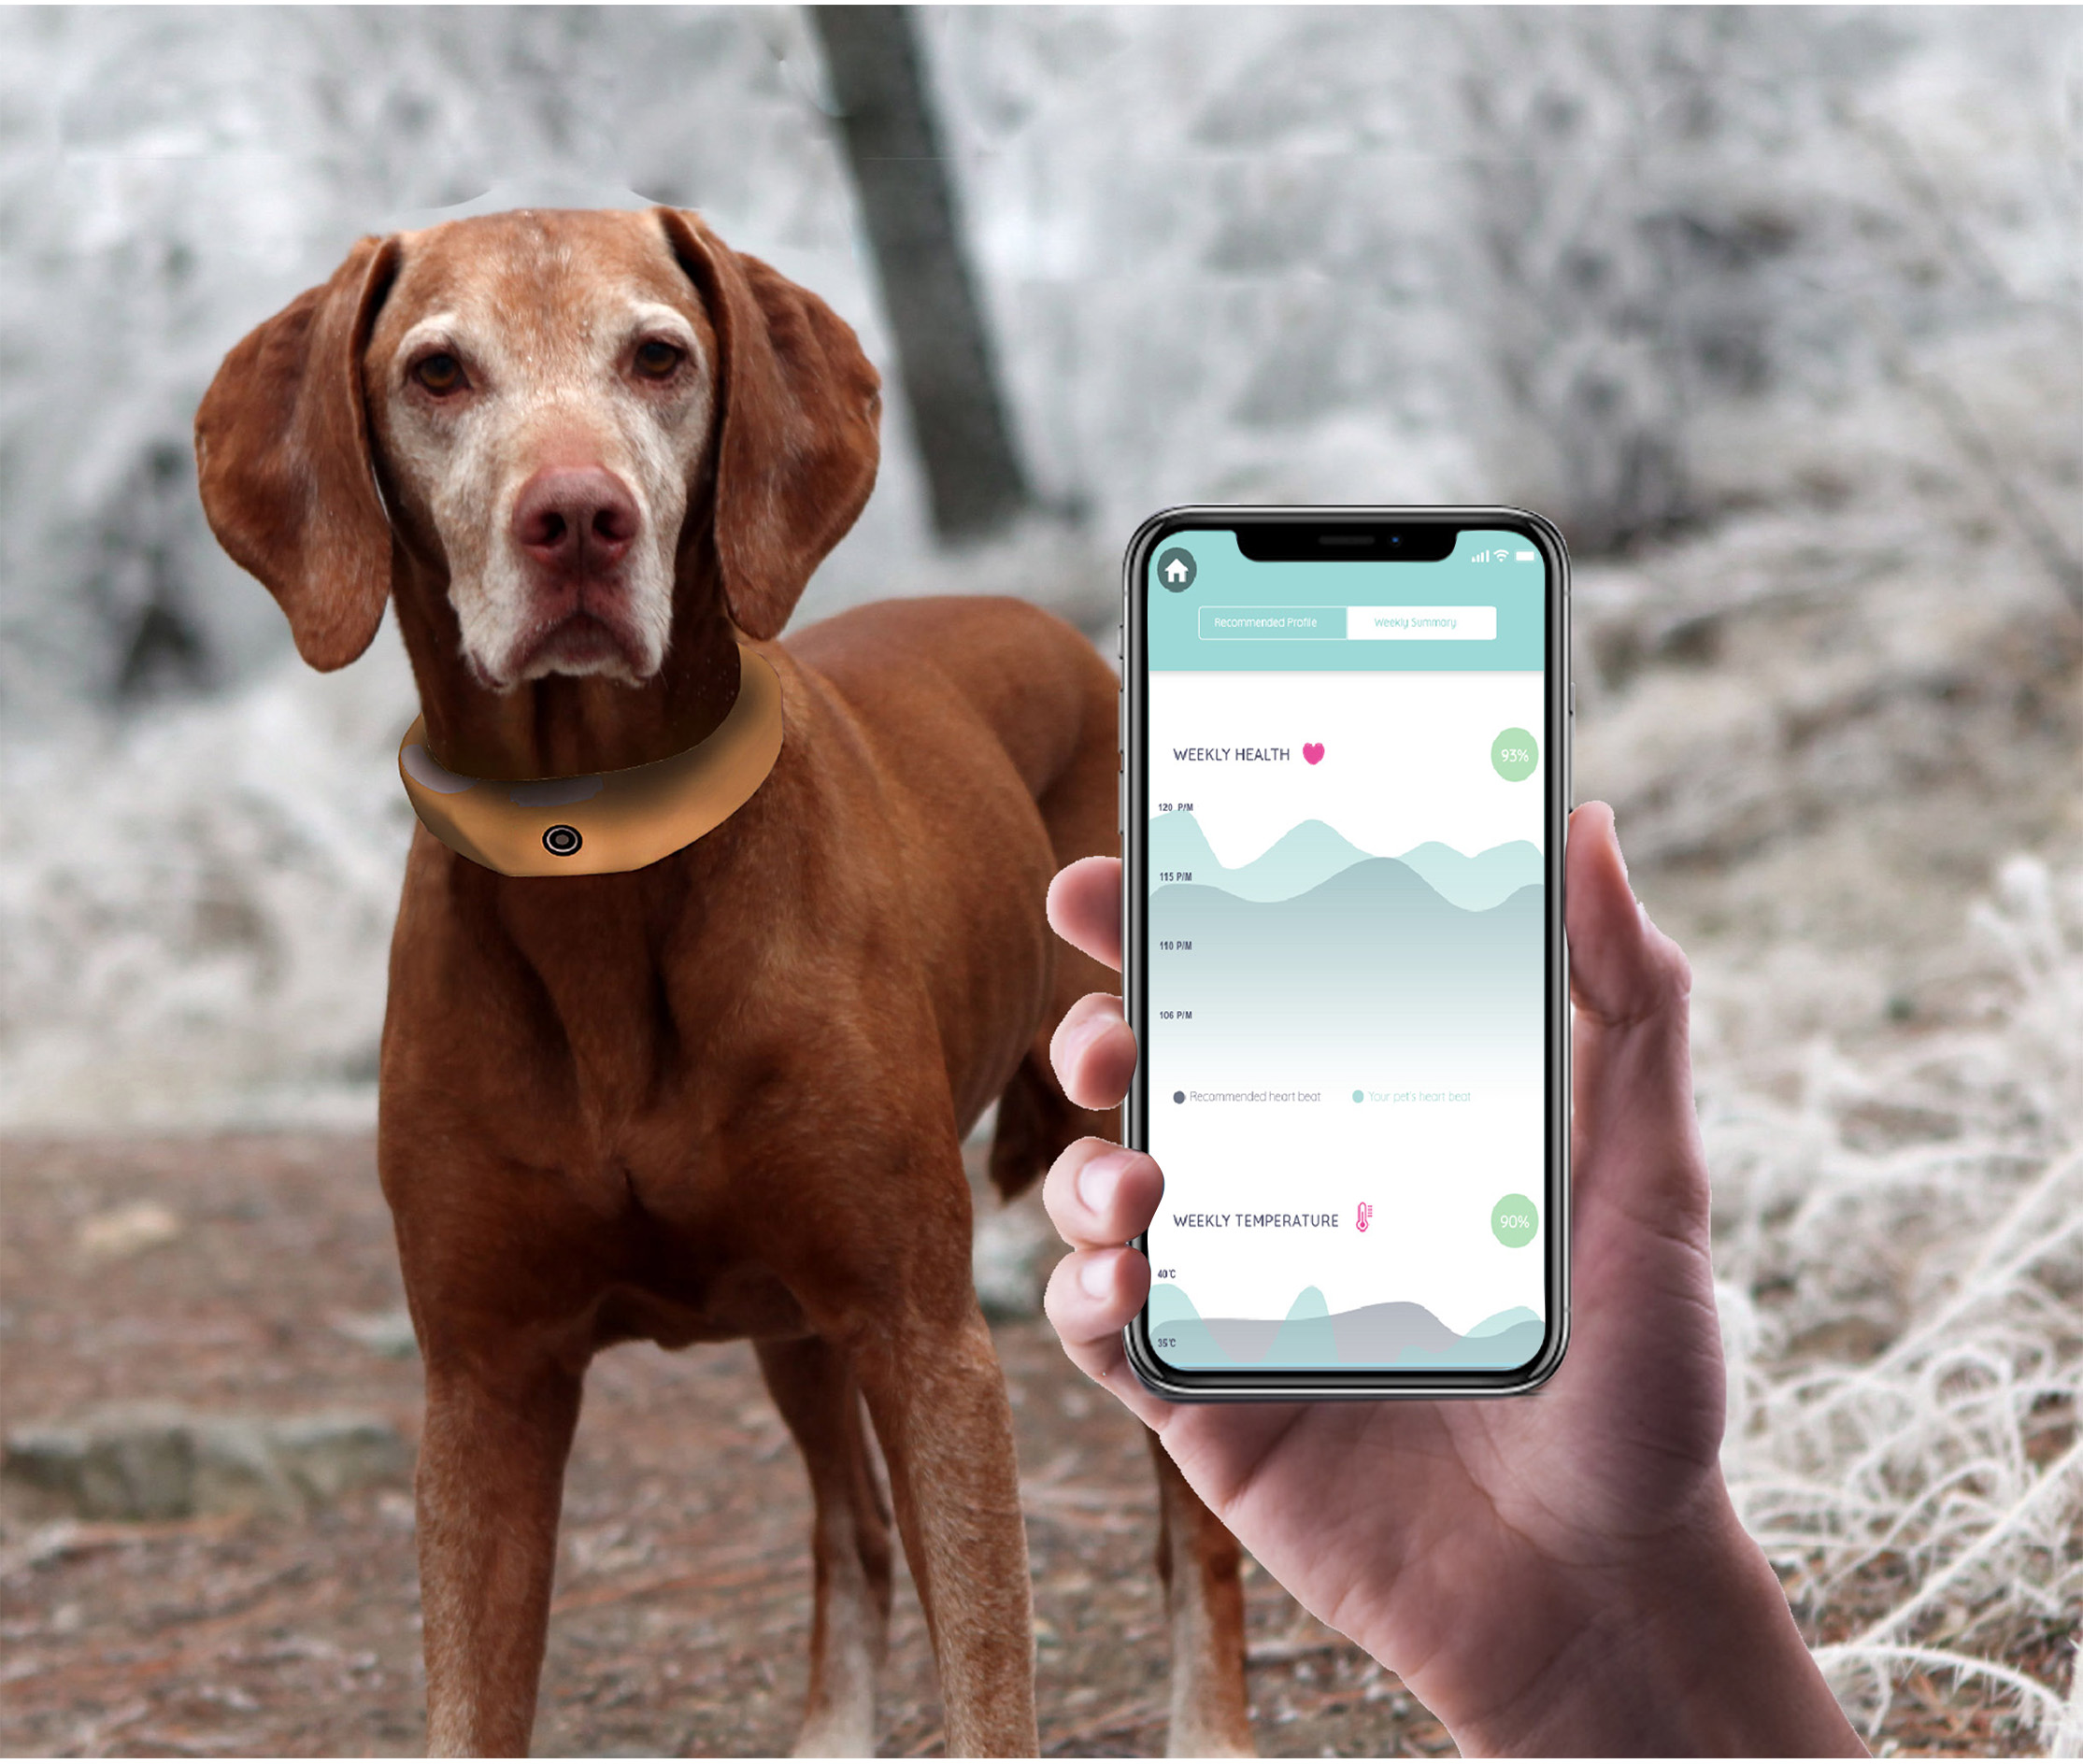 Recommended Profile
Weekly Summary
WEEKLY HEALTH
93%
120 P/M
115 P/M
110 P/M
106 P/M
Recommended heart beat
Your pet's heart beat
WEEKLY TEMPERATURE
90%
40°C
35°C